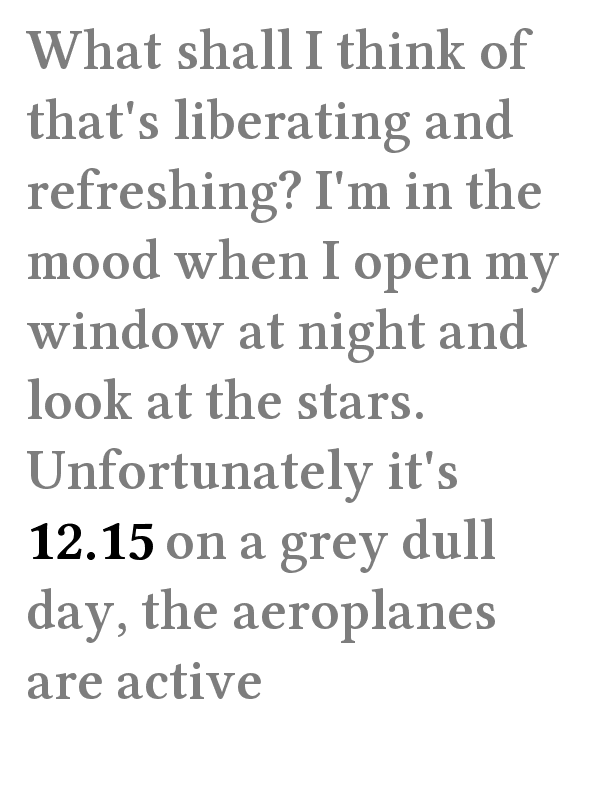 What shall I think of
that's liberating and
refreshing? I'm in the
mood when I open my
window at night and
look at the stars.
Unfortunately it's
12.15 on a grey dull
day, the aeroplanes
are active